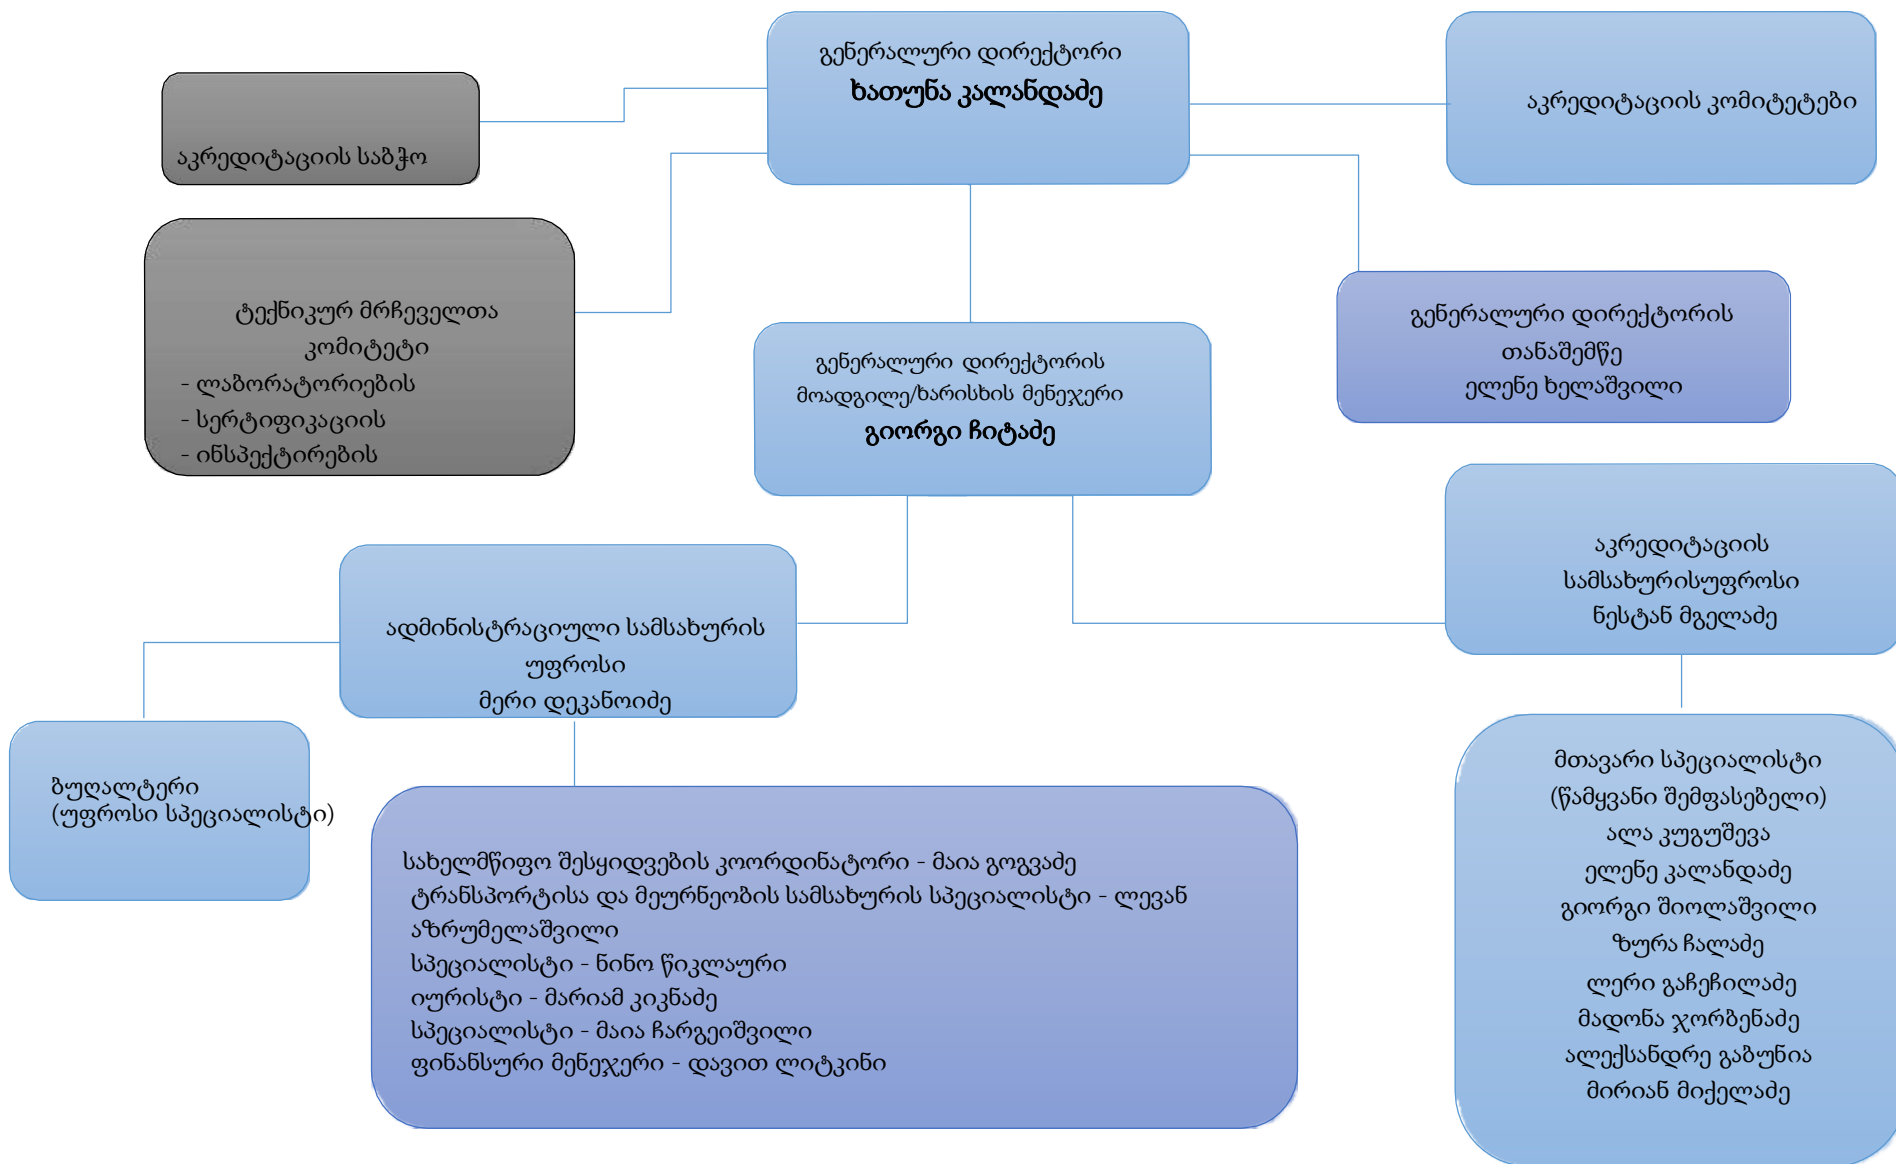 გენერალური დირექტორი
ხათუნა კალანდაძე
აკრედიტაციის კომიტეტები
აკრედიტაციის საბჭო
ტექნიკურ მრჩეველთა
კომიტეტი
- ლაბორატორიების
- სერტიფიკაციის
- ინსპექტირების
გენერალური დირექტორის
თანაშემწე
ელენე ხელაშვილი
გენერალური დირექტორის
მოადგილე/ხარისხის მენეჯერი
გიორგი ჩიტაძე
აკრედიტაციის
სამსახურისუფროსი
ნესტან მგელაძე
ადმინისტრაციული სამსახურის
უფროსი
მერი დეკანოიძე
ბუღალტერი
(უფროსი სპეციალისტი)
სახელმწიფო შესყიდვების კოორდინატორი - მაია გოგვაძე
ტრანსპორტისა და მეურნეობის სამსახურის სპეციალისტი - ლევან
აზრუმელაშვილი
სპეციალისტი - ნინო წიკლაური
იურისტი - მარიამ კიკნაძე
სპეციალისტი - მაია ჩარგეიშვილი
ფინანსური მენეჯერი - დავით ლიტკინი
მთავარი სპეციალისტი
(წამყვანი შემფასებელი)
ალა კუგუშევა
ელენე კალანდაძე
გიორგი შიოლაშვილი
ზურა ჩალაძე
ლერი გაჩეჩილაძე
მადონა ჯორბენაძე
ალექსანდრე გაბუნია
მირიან მიქელაძე